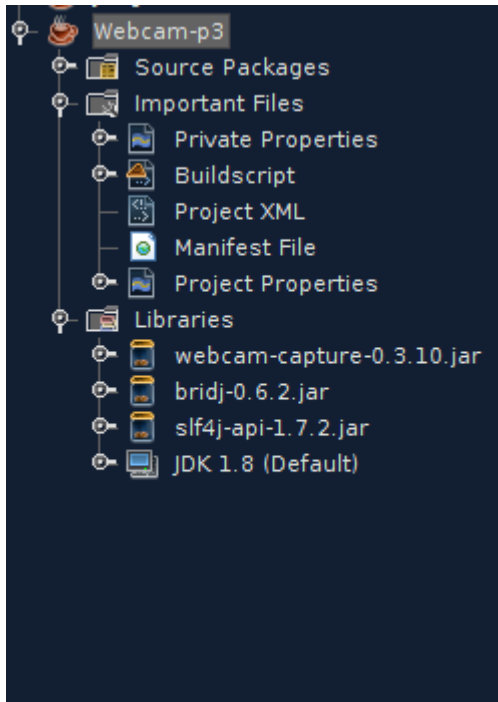 Webcam-p3
Source Packages
Important Files
Private Properties
Buildscript
Project XML
Manifest File
Project Properties
Libraries
webcam-capture-0.3.10.jar
bridj-0.6.2.jar
slf4j-api-1.7.2.jar
JDK 1.8 (Default)